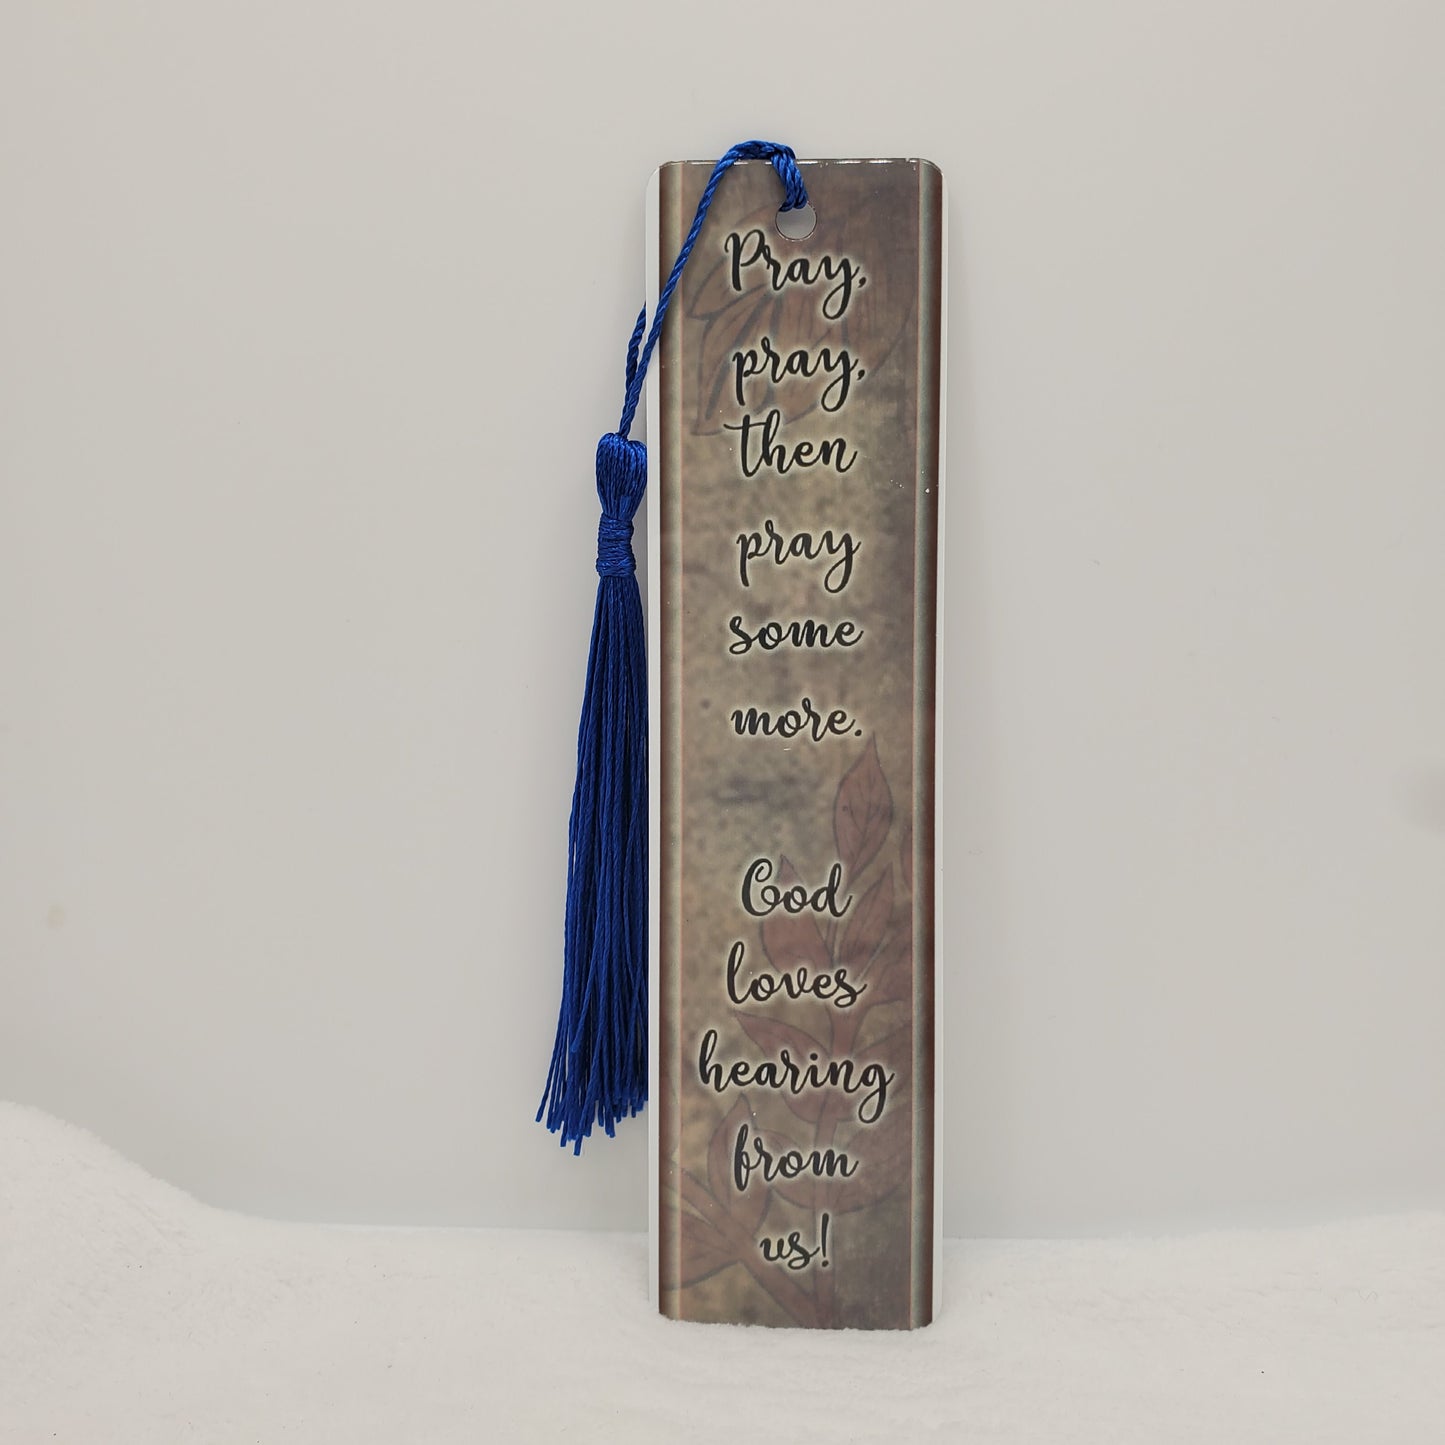 Pray,
pray,
then
pray
some
more.
God
loves
hearing
from
us!